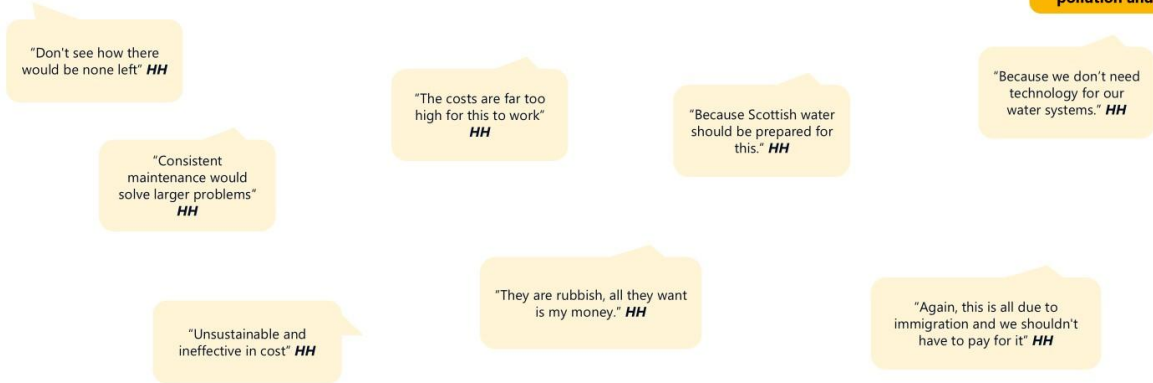 pollution and
"Don't see how there
would be none left" HH
"The costs are far too
high for this to work"
HH
"Because Scottish water
should be prepared for
this." HH
"Because we don’t need
technology for our
water systems." HH
"Consistent
maintenance would
solve larger problems"
HH
"They are rubbish, all they want
is my money." HH
"Unsustainable and
ineffective in cost" HH
"Again, this is all due to
immigration and we shouldn't
have to pay for it" HH